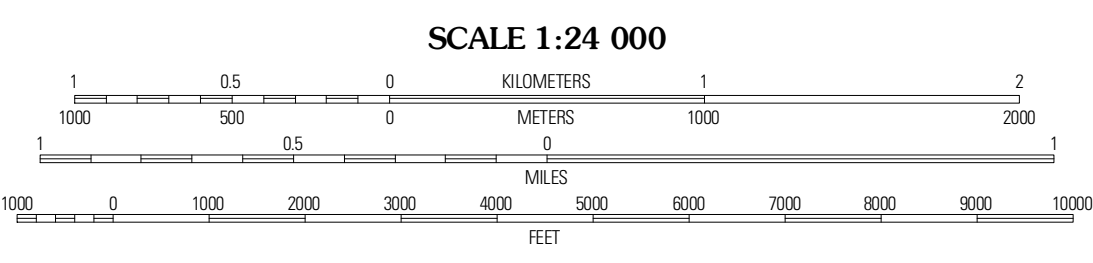 SCALE 1:24 000
1 0.5 0 KILOMETERS 1 2
1000 500 0 METERS 1000 2000
1 0.5 0 1
MILES
1000 0 1000 2000 3000 4000 5000 6000 7000 8000 9000 10000
FEET